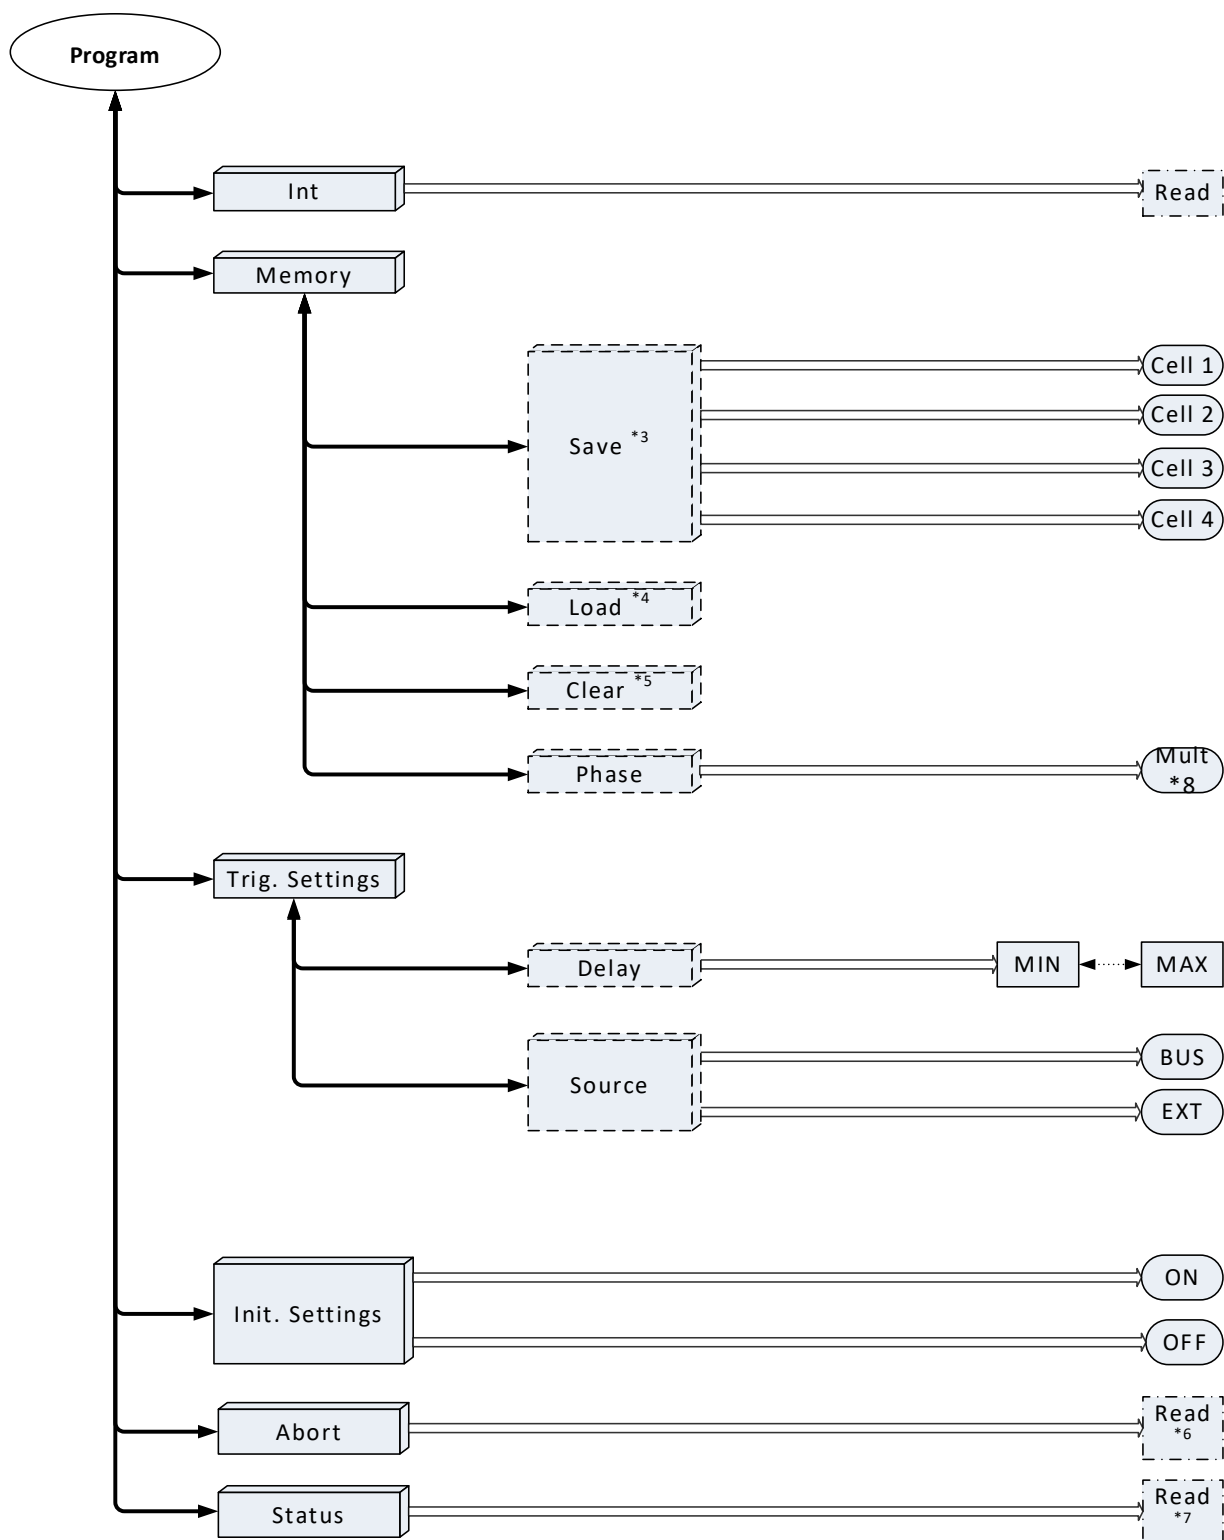 Program
Int
Read
Memory
Save *3
Cell 1
Cell 2
Cell 3
Cell 4
Load *4
Clear *5
Phase
Mult
*8
Trig. Settings
Delay
MIN
MAX
Source
BUS
EXT
Init. Settings
ON
OFF
Abort
Read
*6
Status
Read
*7